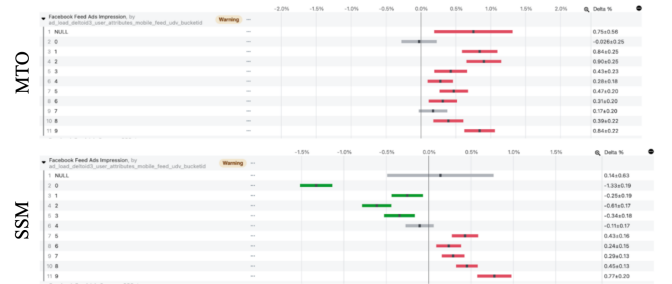 MTO
-2.0% -1.5% -1.0% -0.5% 0.0% 0.5% 1.0% 1.5% 2.0% Delta %
Facebook Feed Ads Impression, by
Warning
1 NULL 0.75±0.56
2 0 -0.026±0.25
3 1 0.84±0.25
4 2 0.90±0.25
5 3 0.43±0.23
6 4 0.28±0.18
7 5 0.47±0.20
8 6 0.31±0.20
9 7 0.17±0.20
10 8 0.39±0.22
11 9 0.84±0.22
SSM
-1.5% -1.0% -0.5% 0.0% 0.5% 1.0% 1.5% Delta %
Facebook Feed Ads Impression, by
Warning
1 NULL 0.14±0.63
2 0 -1.33±0.19
3 1 -0.25±0.19
4 2 -0.61±0.17
5 3 -0.34±0.18
6 4 -0.11±0.17
7 5 0.43±0.16
8 6 0.24±0.15
9 7 0.29±0.13
10 8 0.45±0.13
11 9 0.77±0.20